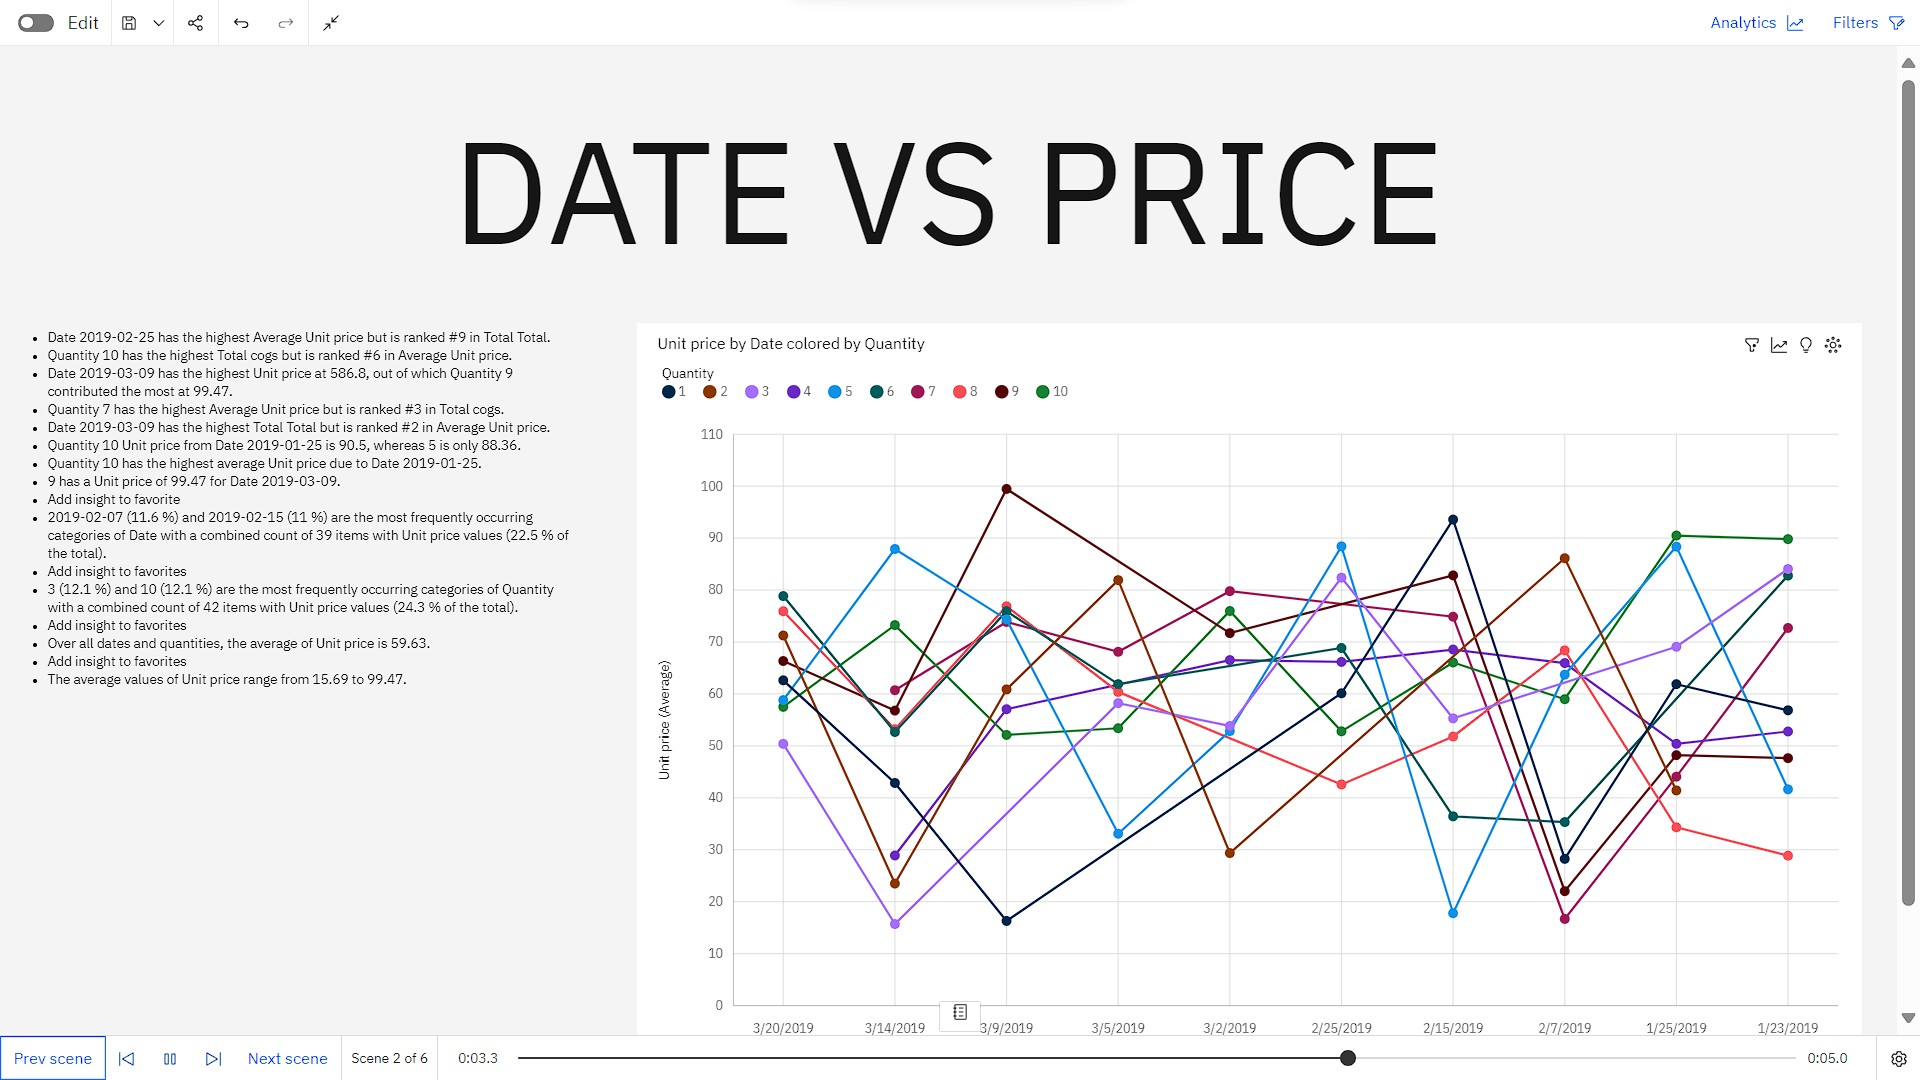 Edit
Analytics
Filters
DATE VS PRICE
Date 2019-02-25 has the highest Average Unit price but is ranked #9 in Total Total.
Quantity 10 has the highest Total cogs but is ranked #6 in Average Unit price.
Date 2019-03-09 has the highest Unit price at 586.8, out of which Quantity 9
contributed the most at 99.47.
Quantity 7 has the highest Average Unit price but is ranked #3 in Total cogs.
Date 2019-03-09 has the highest Total Total but is ranked #2 in Average Unit price.
Quantity 10 Unit price from Date 2019-01-25 is 90.5, whereas 5 is only 88.36.
Quantity 10 has the highest average Unit price due to Date 2019-01-25.
9 has a Unit price of 99.47 for Date 2019-03-09.
Add insight to favorite
2019-02-07 (11.6 %) and 2019-02-15 (11 %) are the most frequently occurring
categories of Date with a combined count of 39 items with Unit price values (22.5 % of
the total).
Add insight to favorites
3 (12.1 %) and 10 (12.1 %) are the most frequently occurring categories of Quantity
with a combined count of 42 items with Unit price values (24.3 % of the total).
Add insight to favorites
Over all dates and quantities, the average of Unit price is 59.63.
Add insight to favorites
The average values of Unit price range from 15.69 to 99.47.
Unit price by Date colored by Quantity
Quantity
1 2 3 4 5 6 7 8 9 10
Unit price (Average)
110
100
90
80
70
60
50
40
30
20
10
0
3/20/2019 3/14/2019 3/9/2019 3/5/2019 3/2/2019 2/25/2019 2/15/2019 2/7/2019 1/25/2019 1/23/2019
Prev scene
Next scene
Scene 2 of 6
0:03.3
0:05.0